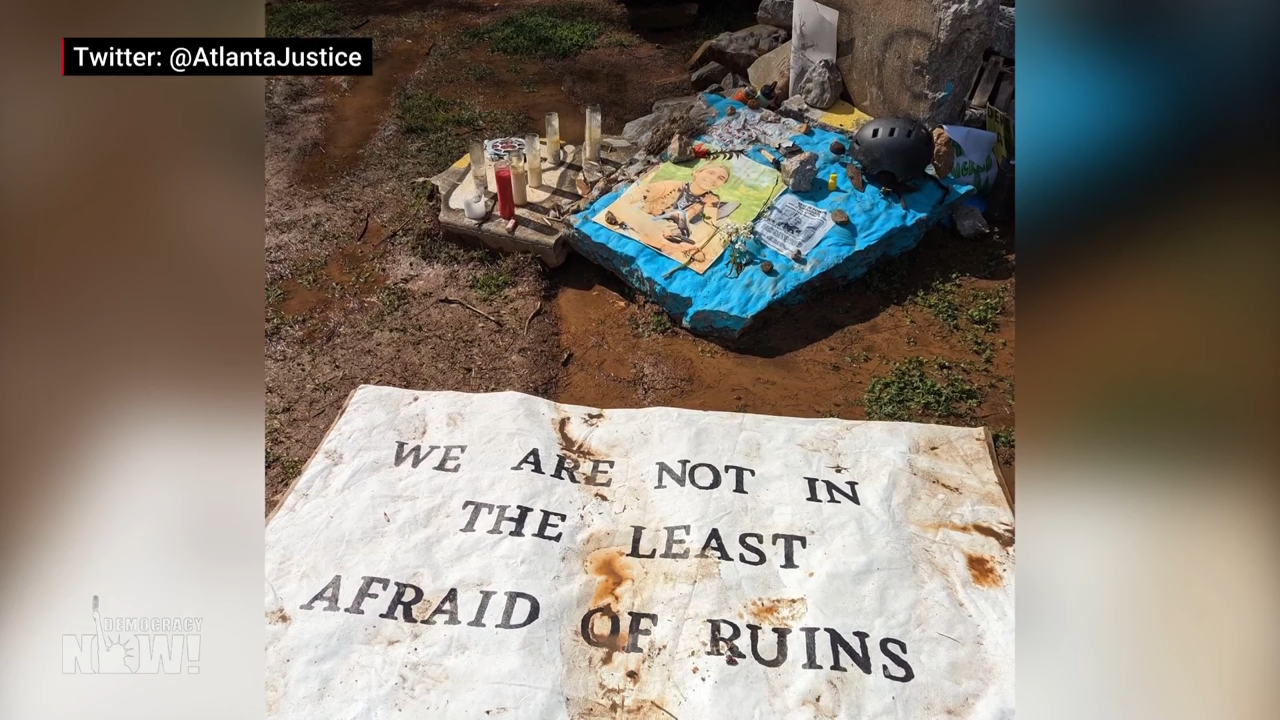 Twitter: @AtlantaJustice
WE ARE NOT IN
THE LEAST
AFRAID OF RUINS
DEMOCRACY
NOW!